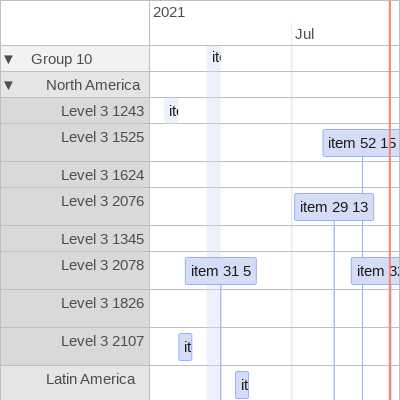 2021
Jul
▼ Group 10
it
▼ North America
Level 3 1243
it
Level 3 1525
item 52 15
Level 3 1624
Level 3 2076
item 29 13
Level 3 1345
Level 3 2078
item 31 5
item 32
Level 3 1826
Level 3 2107
it
Latin America
it